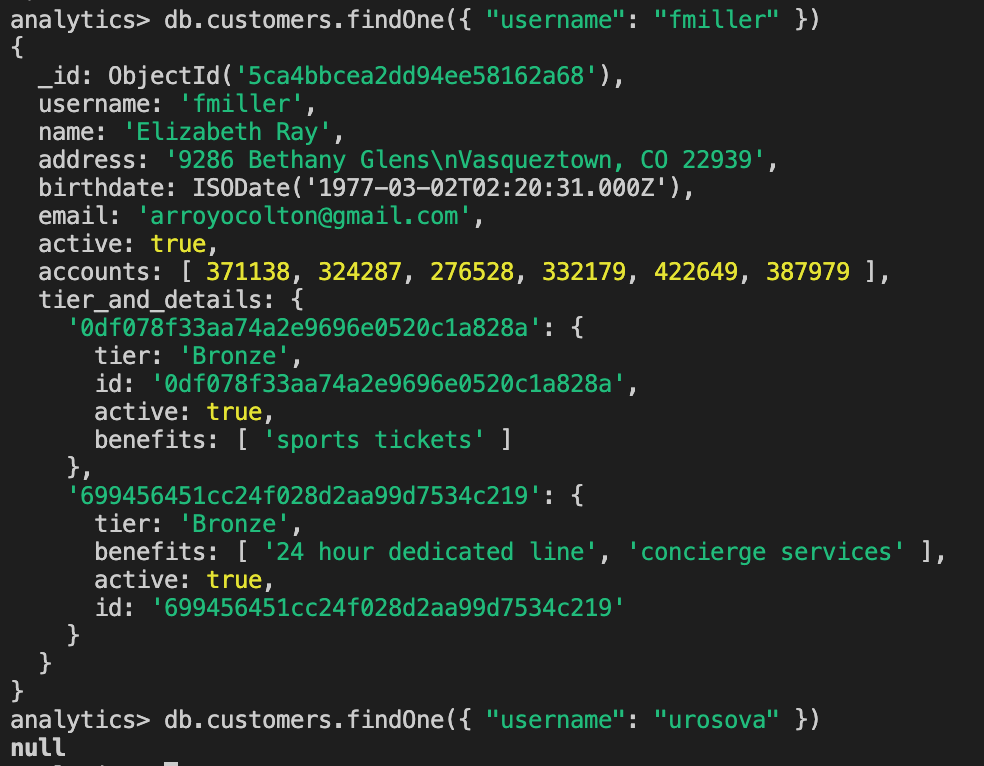 analytics> db.customers.findOne({ "username": "fmiller" })
{
  _id: ObjectId('5ca4bbcea2dd94ee58162a68'),
  username: 'fmiller',
  name: 'Elizabeth Ray',
  address: '9286 Bethany Glens\nVasqueztown, CO 22939',
  birthdate: ISODate('1977-03-02T02:20:31.000Z'),
  email: 'arroyocolton@gmail.com',
  active: true,
  accounts: [ 371138, 324287, 276528, 332179, 422649, 387979 ],
  tier_and_details: {
    '0df078f33aa74a2e9696e0520c1a828a': {
      tier: 'Bronze',
      id: '0df078f33aa74a2e9696e0520c1a828a',
      active: true,
      benefits: [ 'sports tickets' ]
    },
    '699456451cc24f028d2aa99d7534c219': {
      tier: 'Bronze',
      benefits: [ '24 hour dedicated line', 'concierge services' ],
      active: true,
      id: '699456451cc24f028d2aa99d7534c219'
    }
  }
}
analytics> db.customers.findOne({ "username": "urosova" })
null